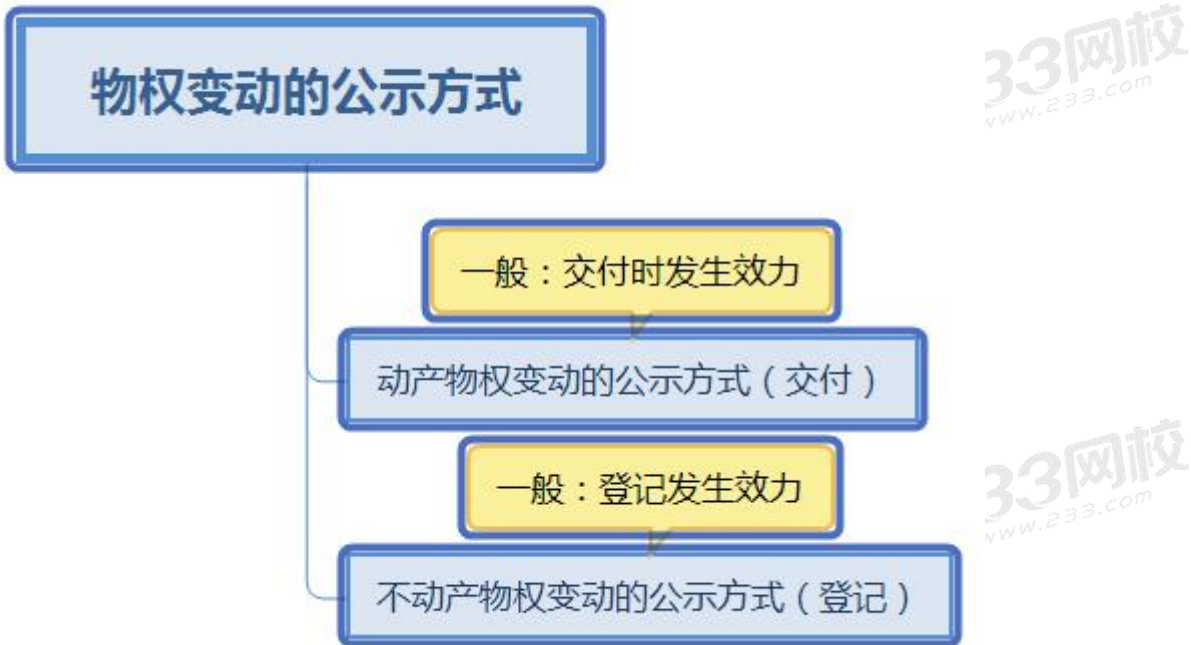 物权变动的公示方式
33网校
www.233.com
一般：交付时发生效力
动产物权变动的公示方式（交付）
33网校
www.233.com
一般：登记发生效力
不动产物权变动的公示方式（登记）